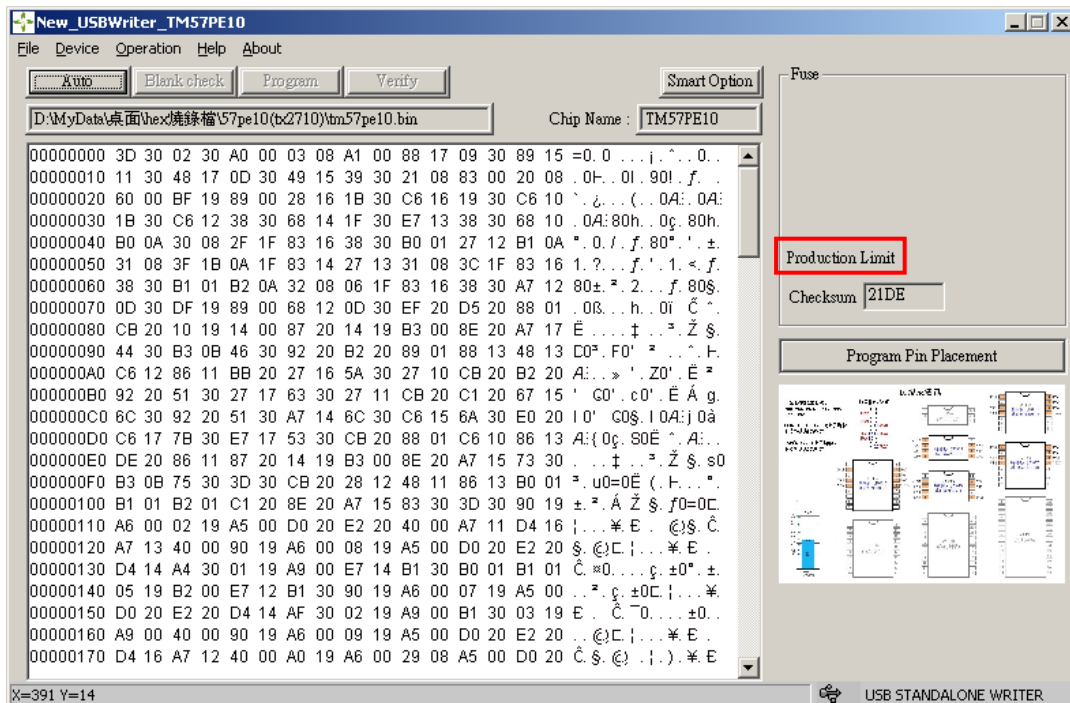 New_USBWriter_TM57PE10
File Device Operation Help About
Auto Blank check Program Verify Smart Option
D:\MyData\桌面\hex燒錄檔\57pe10(tx2710)\tm57pe10.bin Chip Name : TM57PE10
Fuse
00000000 3D 30 02 30 A0 00 03 08 A1 00 88 17 09 30 89 15
00000010 11 30 48 17 0D 30 49 15 39 30 21 08 83 00 20 08
00000020 60 00 BF 19 89 00 28 16 1B 30 C6 16 19 30 C6 10
00000030 1B 30 C6 12 38 30 68 14 1F 30 E7 13 38 30 68 10
00000040 B0 0A 30 08 2F 1F 83 16 38 30 B0 01 27 12 B1 0A
00000050 31 08 3F 1B 0A 1F 83 14 27 13 31 08 3C 1F 83 16
00000060 38 30 B1 01 B2 0A 32 08 06 1F 83 16 38 30 A7 12
00000070 0D 30 DF 19 89 00 68 12 0D 30 EF 20 D5 20 88 01
00000080 CB 20 10 19 14 00 87 20 14 19 B3 00 8E 20 A7 17
00000090 44 30 B3 0B 46 30 92 20 B2 20 89 01 88 13 48 13
000000A0 C6 12 86 11 BB 20 27 16 5A 30 27 10 CB 20 B2 20
000000B0 92 20 51 30 27 17 63 30 27 11 CB 20 C1 20 67 15
000000C0 6C 30 92 20 51 30 A7 14 6C 30 C6 15 6A 30 E0 20
000000D0 C6 17 7B 30 E7 17 53 30 CB 20 88 01 C6 10 86 13
000000E0 DE 20 86 11 87 20 14 19 B3 00 8E 20 A7 15 73 30
000000F0 B3 0B 75 30 3D 30 CB 20 28 12 48 11 86 13 B0 01
00000100 B1 01 B2 01 C1 20 8E 20 A7 15 83 30 3D 30 90 19
00000110 A6 00 02 19 A5 00 D0 20 E2 20 40 00 A7 11 D4 16
00000120 A7 13 40 00 90 19 A6 00 08 19 A5 00 D0 20 E2 20
00000130 D4 14 A4 30 01 19 A9 00 E7 14 B1 30 B0 01 B1 01
00000140 05 19 B2 00 E7 12 B1 30 90 19 A6 00 07 19 A5 00
00000150 D0 20 E2 20 D4 14 AF 30 02 19 A9 00 B1 30 03 19
00000160 A9 00 40 00 90 19 A6 00 09 19 A5 00 D0 20 E2 20
00000170 D4 16 A7 12 40 00 A0 19 A6 00 29 08 A5 00 D0 20
Production Limit
Checksum 21DE
Program Pin Placement
X=391 Y=14 USB STANDALONE WRITER